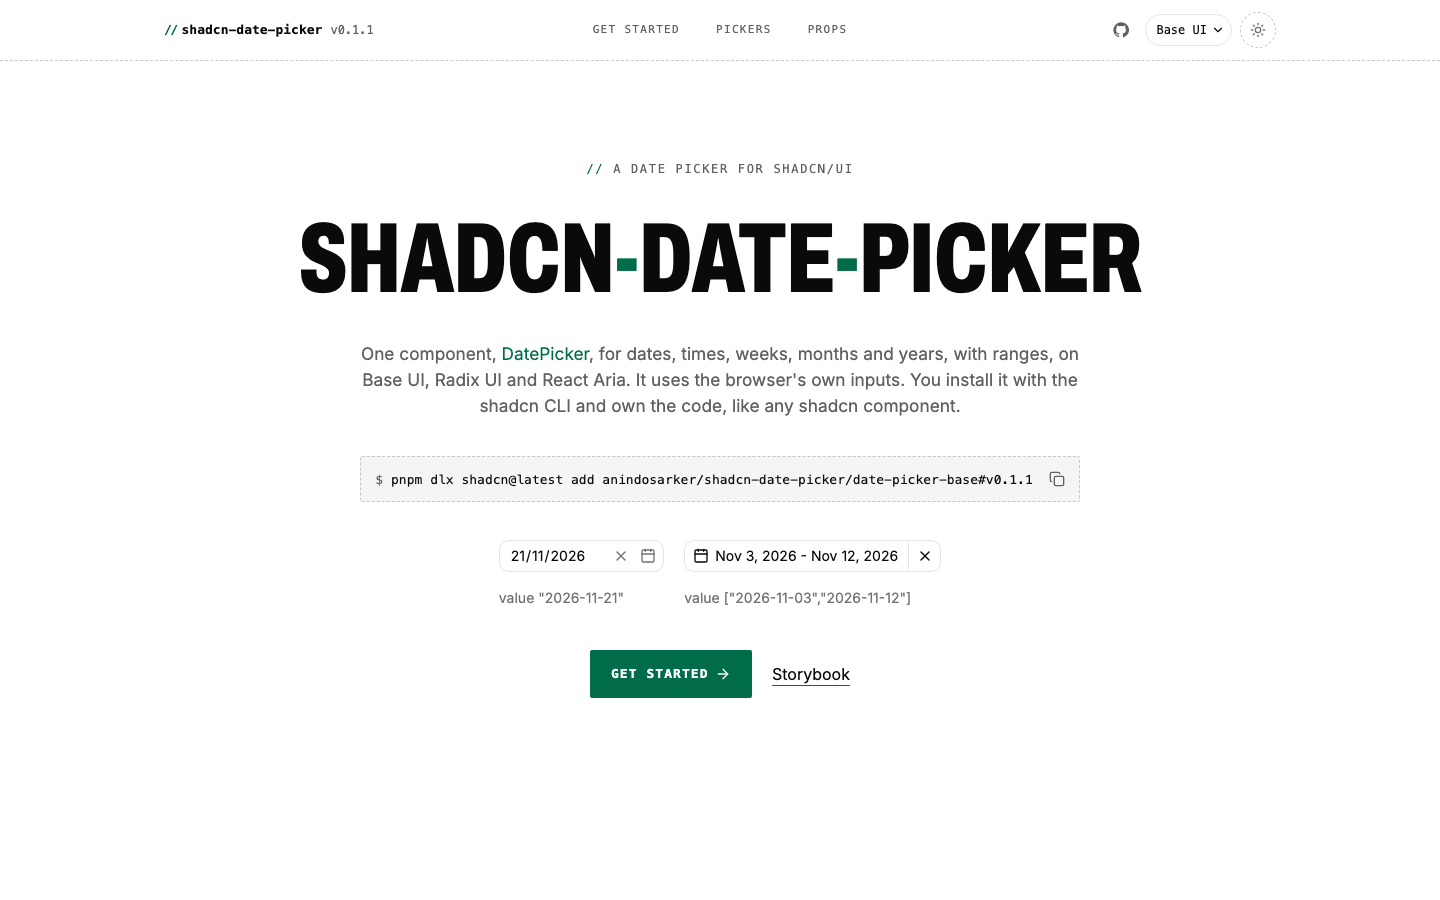 // shadcn-date-picker v0.1.1
GET STARTED PICKERS PROPS
Base UI
// A DATE PICKER FOR SHADCN/UI
SHADCN-DATE-PICKER
One component, DatePicker, for dates, times, weeks, months and years, with ranges, on
Base UI, Radix UI and React Aria. It uses the browser's own inputs. You install it with the
shadcn CLI and own the code, like any shadcn component.
$ pnpm dlx shadcn@latest add anindosarker/shadcn-date-picker/date-picker-base#v0.1.1
21/11/2026
Nov 3, 2026 - Nov 12, 2026
value "2026-11-21"
value ["2026-11-03","2026-11-12"]
GET STARTED →
Storybook